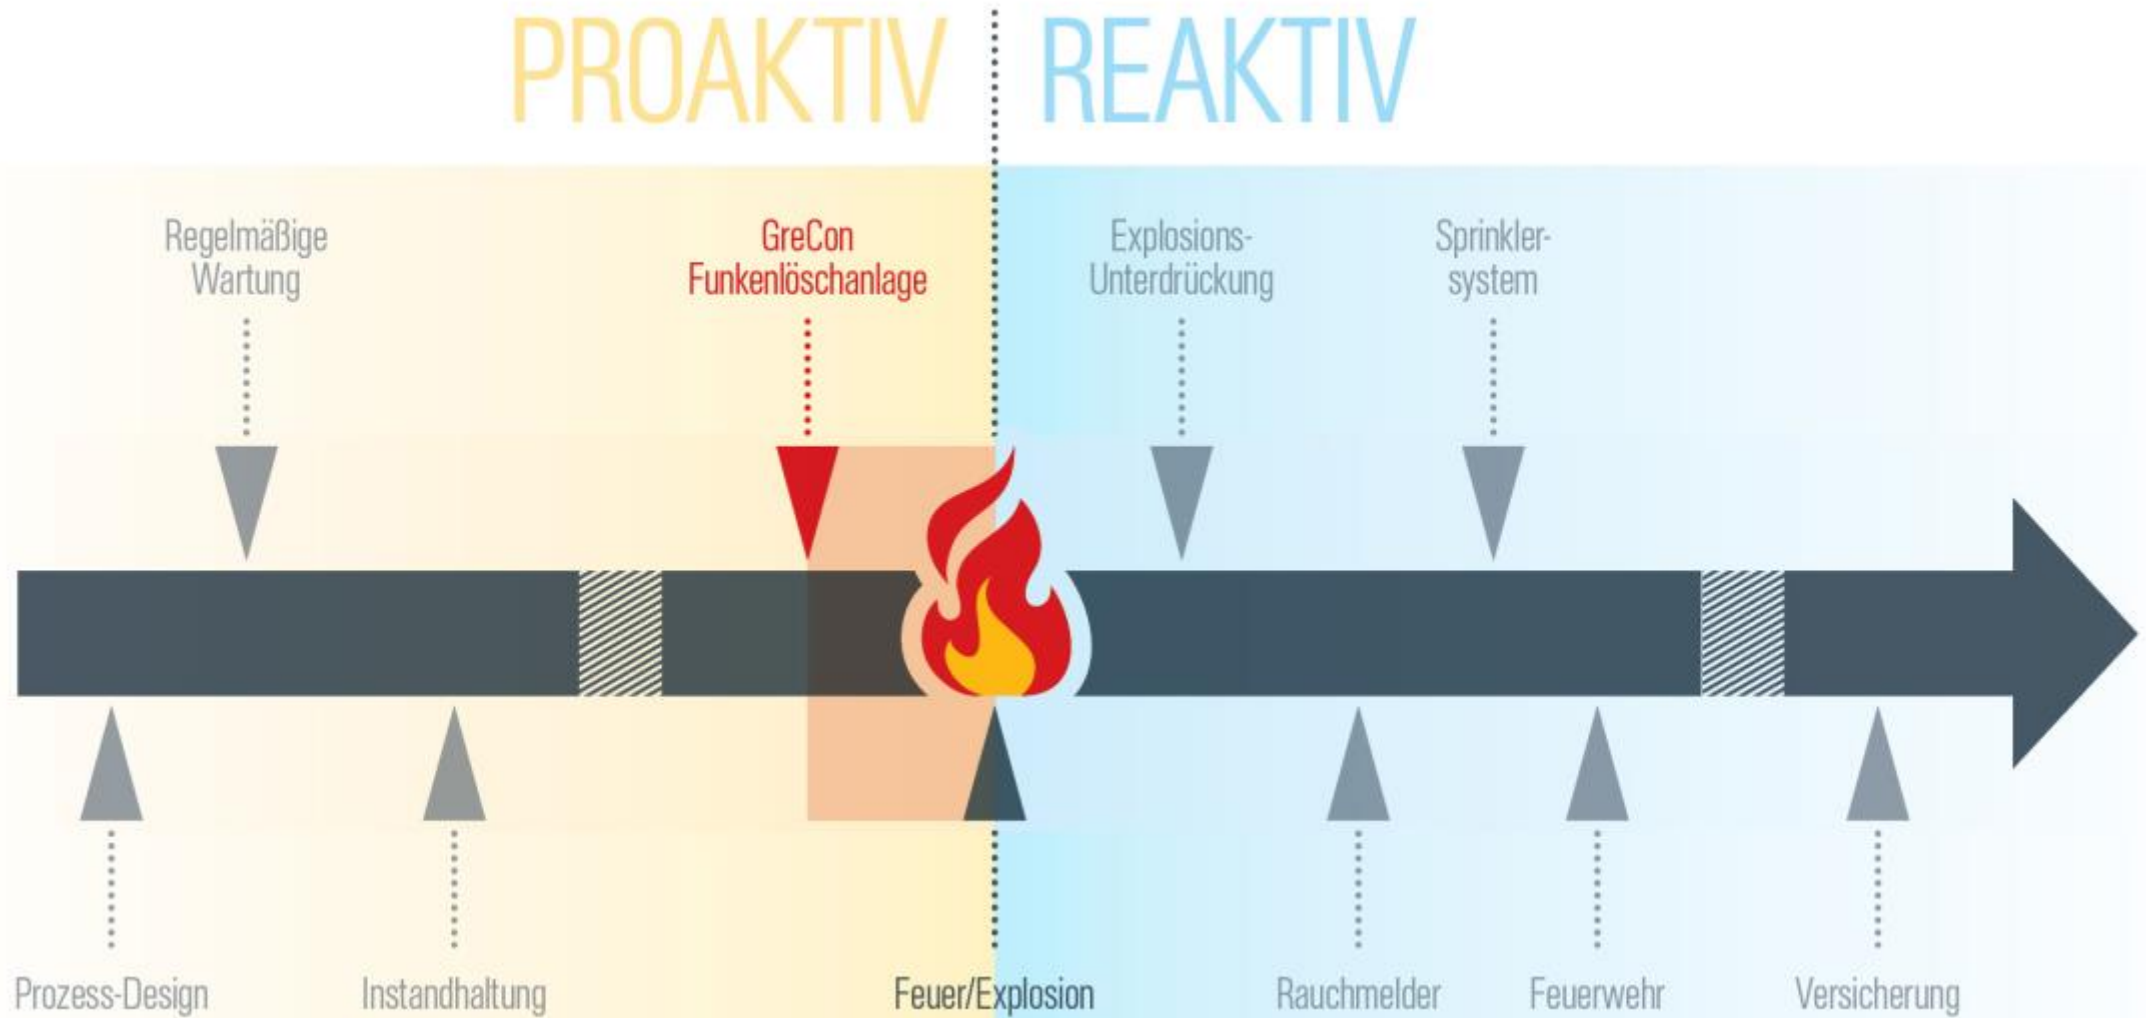 PROAKTIV
REAKTIV
Regelmäßige
Wartung
GreCon
Funkenlöschanlage
Explosions-
Unterdrückung
Sprinkler-
system
Prozess-Design
Instandhaltung
Feuer/Explosion
Rauchmelder
Feuerwehr
Versicherung